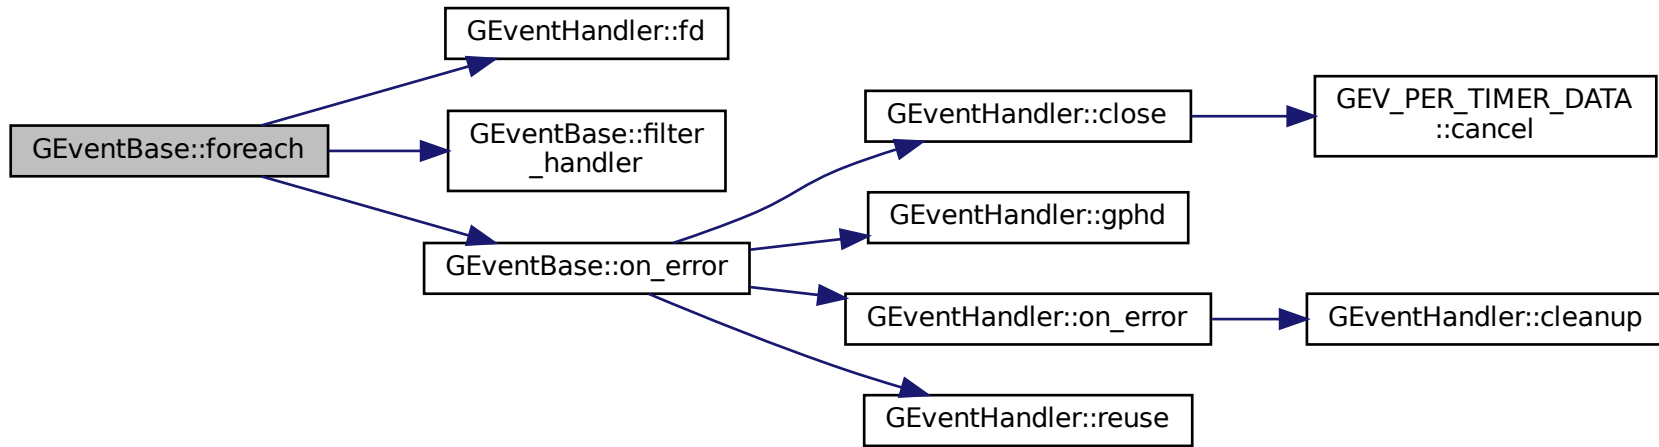 GEventBase::foreach
GEventHandler::fd
GEventBase::filter
_handler
GEventBase::on_error
GEventHandler::close
GEventHandler::gphd
GEventHandler::on_error
GEventHandler::reuse
GEV_PER_TIMER_DATA
::cancel
GEventHandler::cleanup